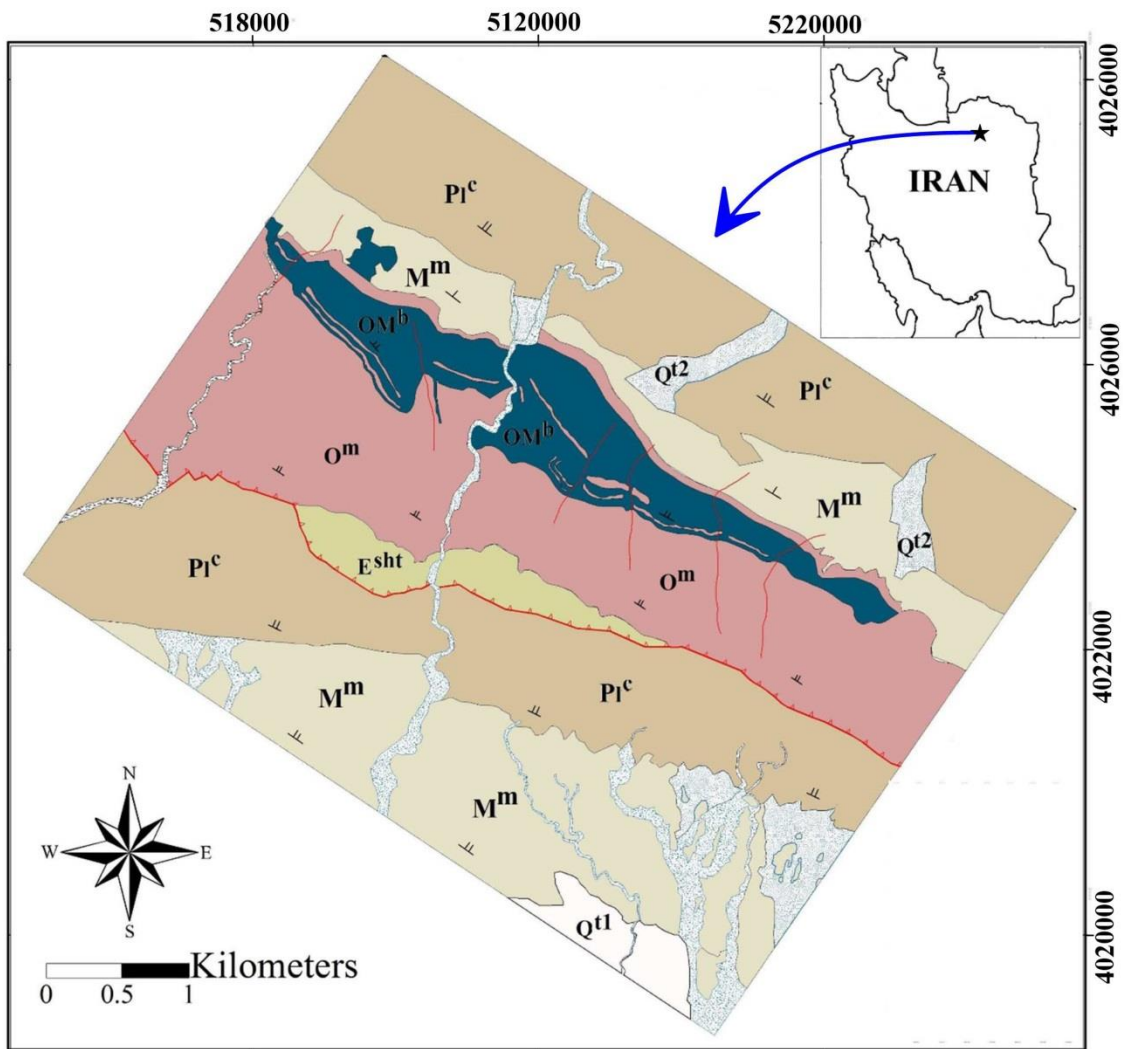 518000
5120000
5220000
4026000
IRAN
Pl^c
M^m
OM^b
4026000
Q^t2
Pl^c
OM^b
O^m
M^m
Q^t2
E^sht
Pl^c
O^m
4022000
M^m
Pl^c
M^m
N
W
E
S
Q^t1
4020000
Kilometers
0
0.5
1